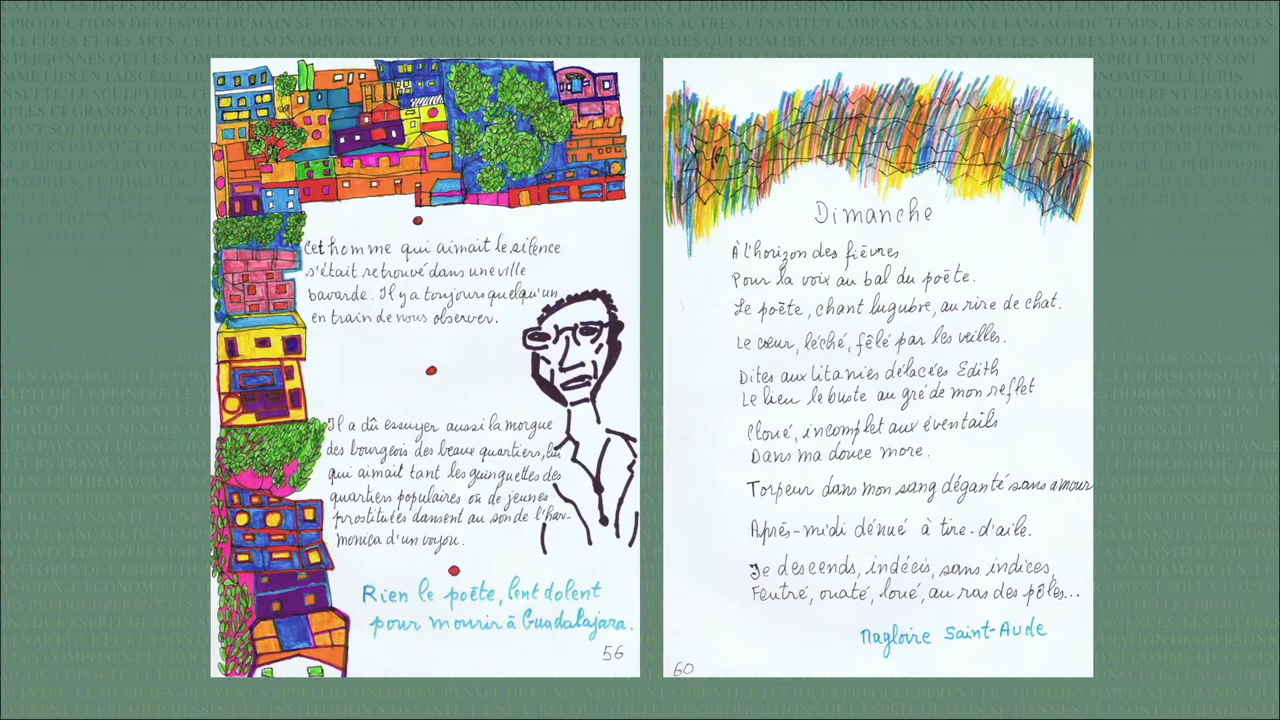 Cet homme qui aimait le silence
s'était retrouvé dans une ville
bavarde. Il y a toujours quelqu'un
en train de nous observer.
Il a dû essuyer aussi la morgue
des bourgeois des beaux quartiers, lui
qui aimait tant les guinguettes des
quartiers populaires où de jeunes
prostituées dansent au son de l'har-
monica d'un voyou.
Rien le poète, lent dolent
pour mourir à Guadalajara.
56
Dimanche
À l'horizon des fièvres
Pour la voix au bal du poète.
Le poète, chant lugubre, au rire de chat.
Le cœur, léché, fêlé par les veilles.
Dites aux litanies délacées Edith
Le lieu le buste au gré de mon reflet
Cloué, incomplet aux éventails
Dans ma douce more.
Torpeur dans mon sang déganté sans amour
Après-midi dénué à tire-d'aile.
Je descends, indécis, sans indices,
Feutré, ouaté, loué, au ras des pôles...
Magloire Saint-Aude
60